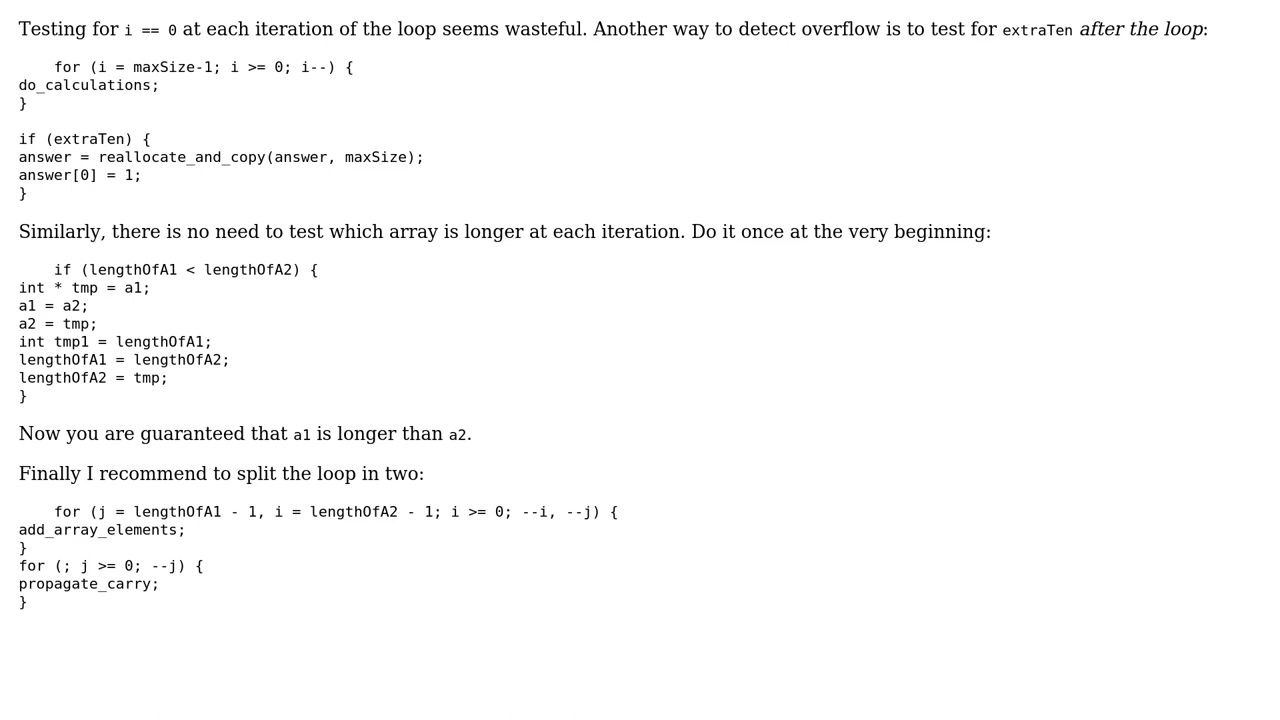 Testing for i == 0 at each iteration of the loop seems wasteful. Another way to detect overflow is to test for extraTen after the loop:
for (i = maxSize-1; i >= 0; i--) {
do_calculations;
}
if (extraTen) {
answer = reallocate_and_copy(answer, maxSize);
answer[0] = 1;
}
Similarly, there is no need to test which array is longer at each iteration. Do it once at the very beginning:
if (lengthOfA1 < lengthOfA2) {
int * tmp = a1;
a1 = a2;
a2 = tmp;
int tmp1 = lengthOfA1;
lengthOfA1 = lengthOfA2;
lengthOfA2 = tmp;
}
Now you are guaranteed that a1 is longer than a2.
Finally I recommend to split the loop in two:
for (j = lengthOfA1 - 1, i = lengthOfA2 - 1; i >= 0; --i, --j) {
add_array_elements;
}
for (; j >= 0; --j) {
propagate_carry;
}